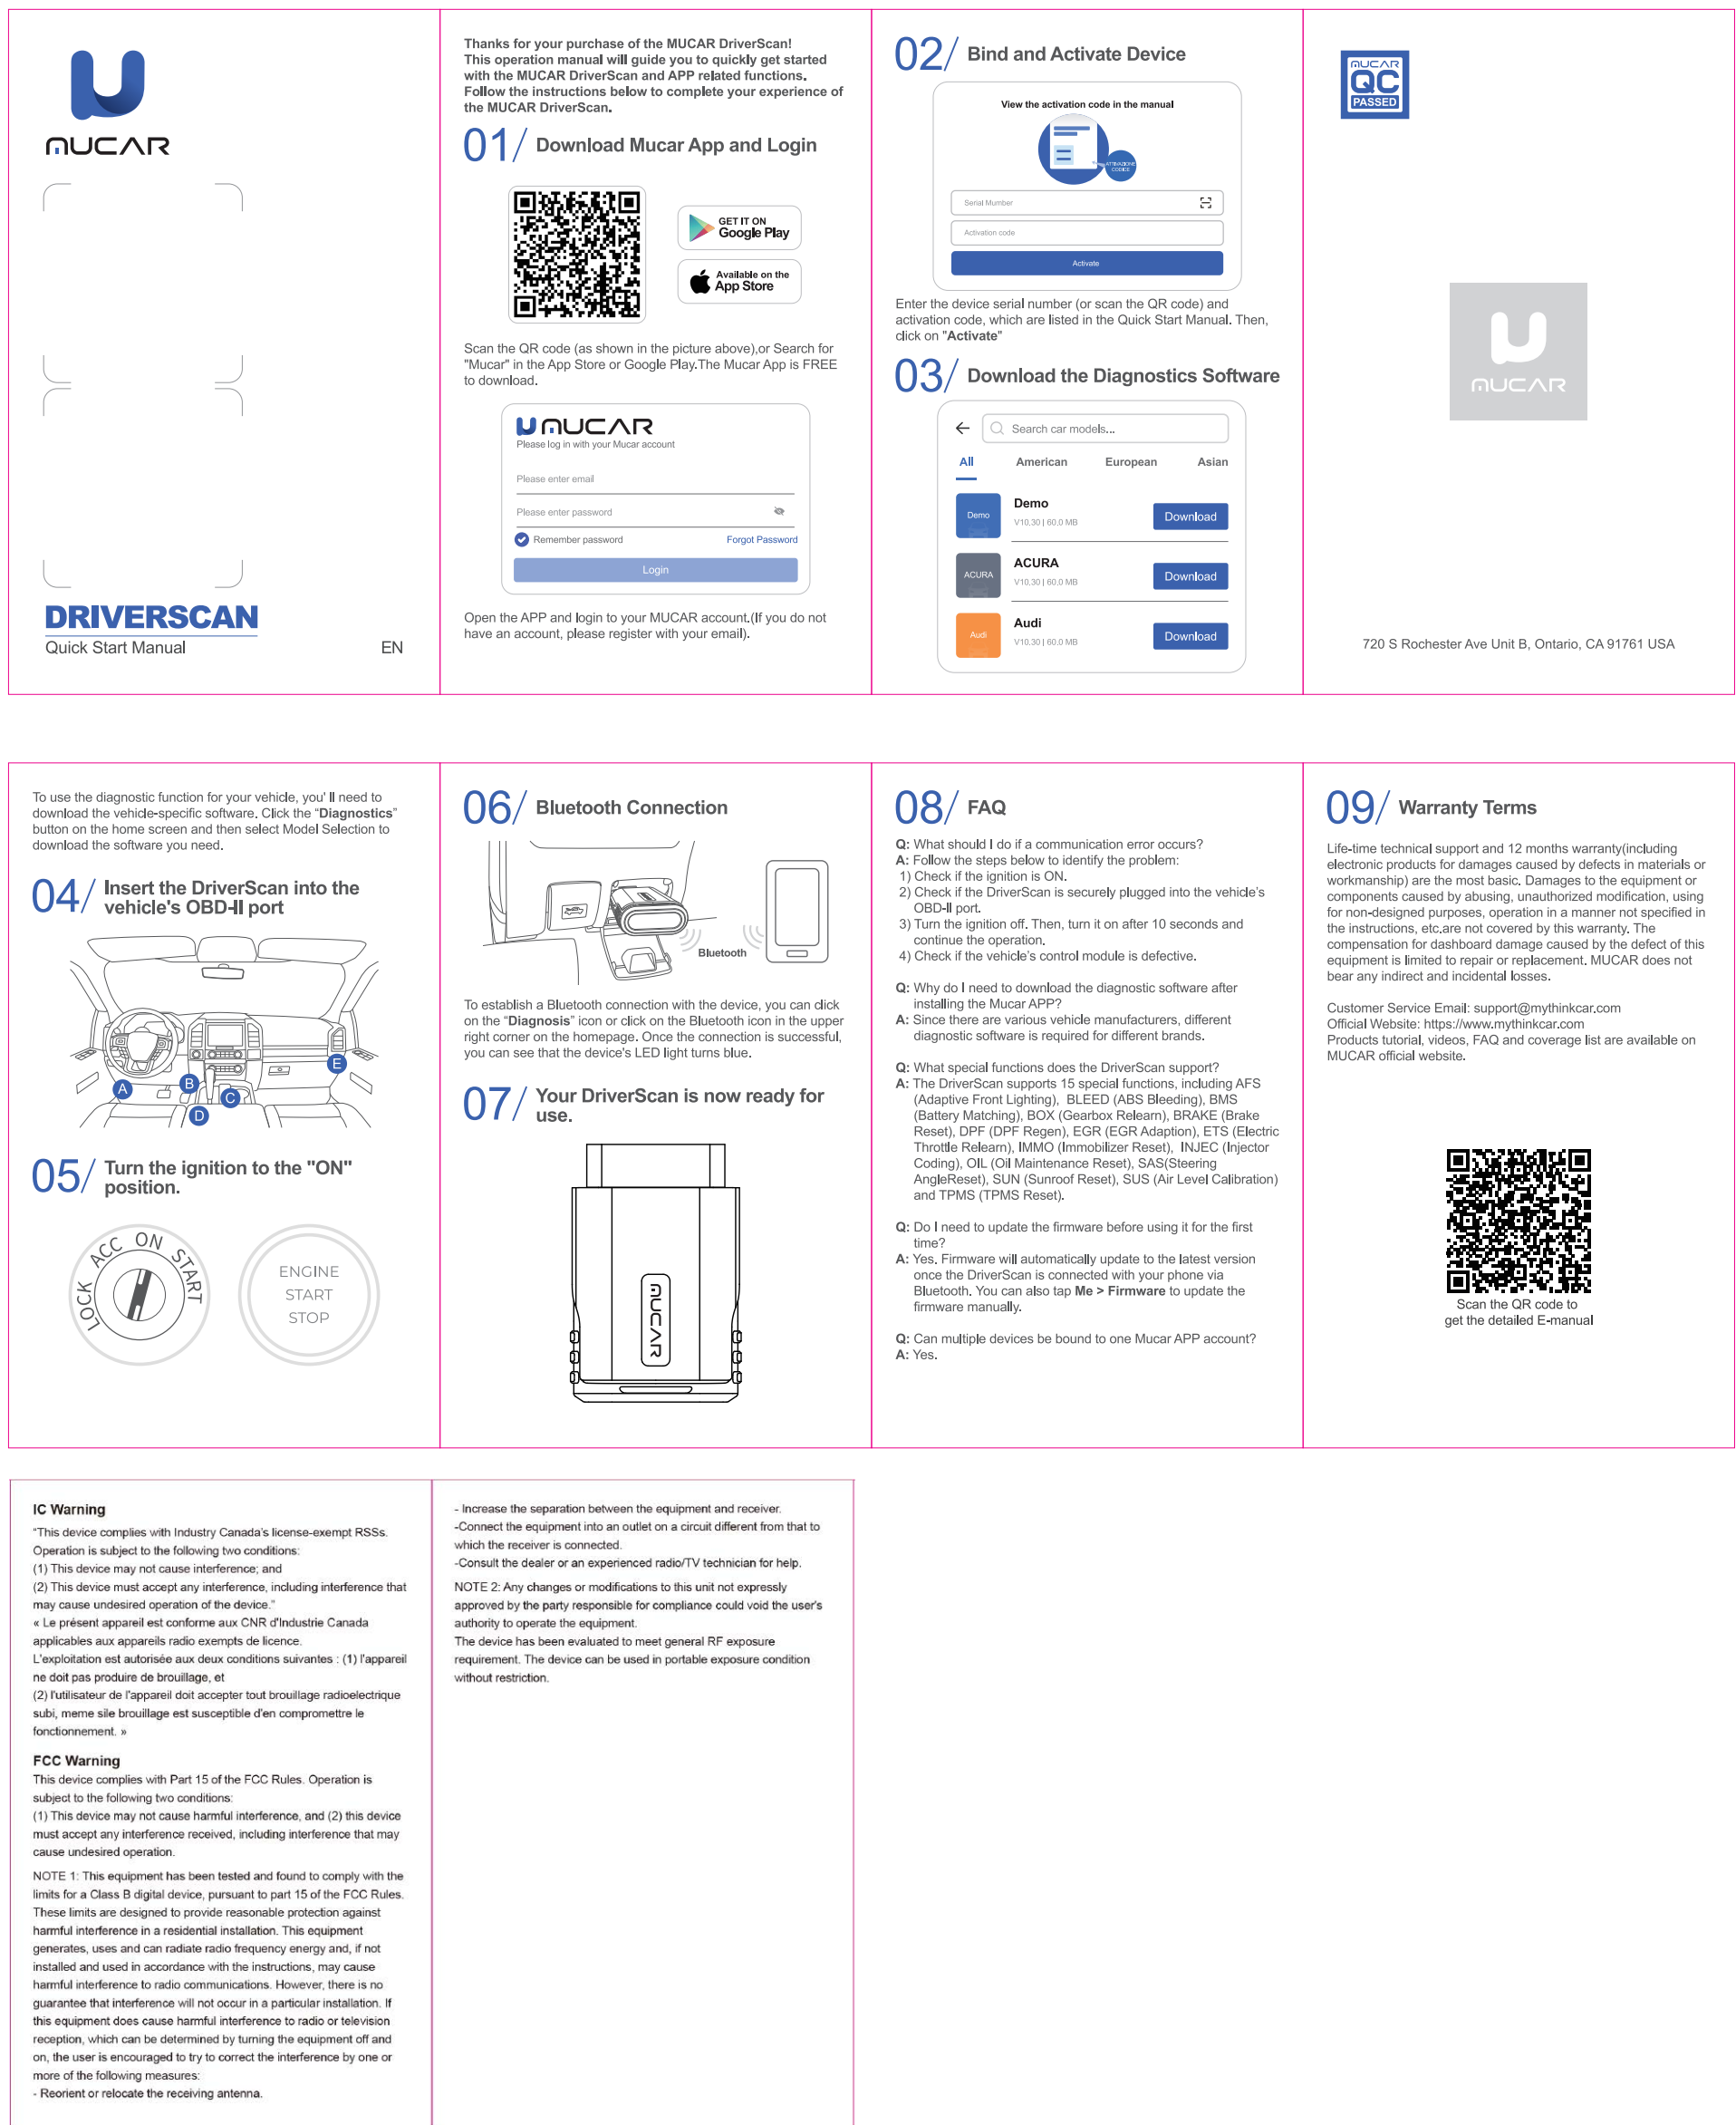 MUCAR
DRIVERSCAN
Quick Start Manual
EN
Thanks for your purchase of the MUCAR DriverScan!
This operation manual will guide you to quickly get started
with the MUCAR DriverScan and APP related functions.
Follow the instructions below to complete your experience of
the MUCAR DriverScan.
01/ Download Mucar App and Login
GET IT ON
Google Play
Available on the
App Store
Scan the QR code (as shown in the picture above),or Search for
"Mucar" in the App Store or Google Play.The Mucar App is FREE
to download.
MUCAR
Please log in with your Mucar account
Please enter email
Please enter password
Remember password
Forgot Password
Login
Open the APP and login to your MUCAR account.(If you do not
have an account, please register with your email).
02/ Bind and Activate Device
View the activation code in the manual
ATTIVAZIONE
CODICE
Serial Mumber
Activation code
Activate
Enter the device serial number (or scan the QR code) and
activation code, which are listed in the Quick Start Manual. Then,
click on "Activate"
03/ Download the Diagnostics Software
Search car models...
All American European Asian
Demo
Demo
V10.30 | 60.0 MB
Download
ACURA
ACURA
V10.30 | 60.0 MB
Download
Audi
Audi
V10.30 | 60.0 MB
Download
MUCAR
QC
PASSED
MUCAR
720 S Rochester Ave Unit B, Ontario, CA 91761 USA
To use the diagnostic function for your vehicle, you' ll need to
download the vehicle-specific software. Click the “Diagnostics”
button on the home screen and then select Model Selection to
download the software you need.
04/ Insert the DriverScan into the
vehicle's OBD-II port
A
B
C
D
E
05/ Turn the ignition to the "ON"
position.
LOCK ACC ON START
ENGINE
START
STOP
06/ Bluetooth Connection
Bluetooth
To establish a Bluetooth connection with the device, you can click
on the “Diagnosis” icon or click on the Bluetooth icon in the upper
right corner on the homepage. Once the connection is successful,
you can see that the device's LED light turns blue.
07/ Your DriverScan is now ready for
use.
MUCAR
08/ FAQ
Q: What should I do if a communication error occurs?
A: Follow the steps below to identify the problem:
1) Check if the ignition is ON.
2) Check if the DriverScan is securely plugged into the vehicle’s
OBD-II port.
3) Turn the ignition off. Then, turn it on after 10 seconds and
continue the operation.
4) Check if the vehicle’s control module is defective.
Q: Why do I need to download the diagnostic software after
installing the Mucar APP?
A: Since there are various vehicle manufacturers, different
diagnostic software is required for different brands.
Q: What special functions does the DriverScan support?
A: The DriverScan supports 15 special functions, including AFS
(Adaptive Front Lighting), BLEED (ABS Bleeding), BMS
(Battery Matching), BOX (Gearbox Relearn), BRAKE (Brake
Reset), DPF (DPF Regen), EGR (EGR Adaption), ETS (Electric
Throttle Relearn), IMMO (Immobilizer Reset), INJEC (Injector
Coding), OIL (Oil Maintenance Reset), SAS(Steering
AngleReset), SUN (Sunroof Reset), SUS (Air Level Calibration)
and TPMS (TPMS Reset).
Q: Do I need to update the firmware before using it for the first
time?
A: Yes. Firmware will automatically update to the latest version
once the DriverScan is connected with your phone via
Bluetooth. You can also tap Me > Firmware to update the
firmware manually.
Q: Can multiple devices be bound to one Mucar APP account?
A: Yes.
09/ Warranty Terms
Life-time technical support and 12 months warranty(including
electronic products for damages caused by defects in materials or
workmanship) are the most basic. Damages to the equipment or
components caused by abusing, unauthorized modification, using
for non-designed purposes, operation in a manner not specified in
the instructions, etc.are not covered by this warranty. The
compensation for dashboard damage caused by the defect of this
equipment is limited to repair or replacement. MUCAR does not
bear any indirect and incidental losses.
Customer Service Email: support@mythinkcar.com
Official Website: https://www.mythinkcar.com
Products tutorial, videos, FAQ and coverage list are available on
MUCAR official website.
Scan the QR code to
get the detailed E-manual
IC Warning
“This device complies with Industry Canada’s license-exempt RSSs.
Operation is subject to the following two conditions:
(1) This device may not cause interference; and
(2) This device must accept any interference, including interference that
may cause undesired operation of the device.”
« Le présent appareil est conforme aux CNR d'Industrie Canada
applicables aux appareils radio exempts de licence.
L'exploitation est autorisée aux deux conditions suivantes : (1) l'appareil
ne doit pas produire de brouillage, et
(2) l'utilisateur de l'appareil doit accepter tout brouillage radioelectrique
subi, meme sile brouillage est susceptible d'en compromettre le
fonctionnement. »
FCC Warning
This device complies with Part 15 of the FCC Rules. Operation is
subject to the following two conditions:
(1) This device may not cause harmful interference, and (2) this device
must accept any interference received, including interference that may
cause undesired operation.
NOTE 1: This equipment has been tested and found to comply with the
limits for a Class B digital device, pursuant to part 15 of the FCC Rules.
These limits are designed to provide reasonable protection against
harmful interference in a residential installation. This equipment
generates, uses and can radiate radio frequency energy and, if not
installed and used in accordance with the instructions, may cause
harmful interference to radio communications. However, there is no
guarantee that interference will not occur in a particular installation. If
this equipment does cause harmful interference to radio or television
reception, which can be determined by turning the equipment off and
on, the user is encouraged to try to correct the interference by one or
more of the following measures:
- Reorient or relocate the receiving antenna.
- Increase the separation between the equipment and receiver.
-Connect the equipment into an outlet on a circuit different from that to
which the receiver is connected.
-Consult the dealer or an experienced radio/TV technician for help.
NOTE 2: Any changes or modifications to this unit not expressly
approved by the party responsible for compliance could void the user's
authority to operate the equipment.
The device has been evaluated to meet general RF exposure
requirement. The device can be used in portable exposure condition
without restriction.